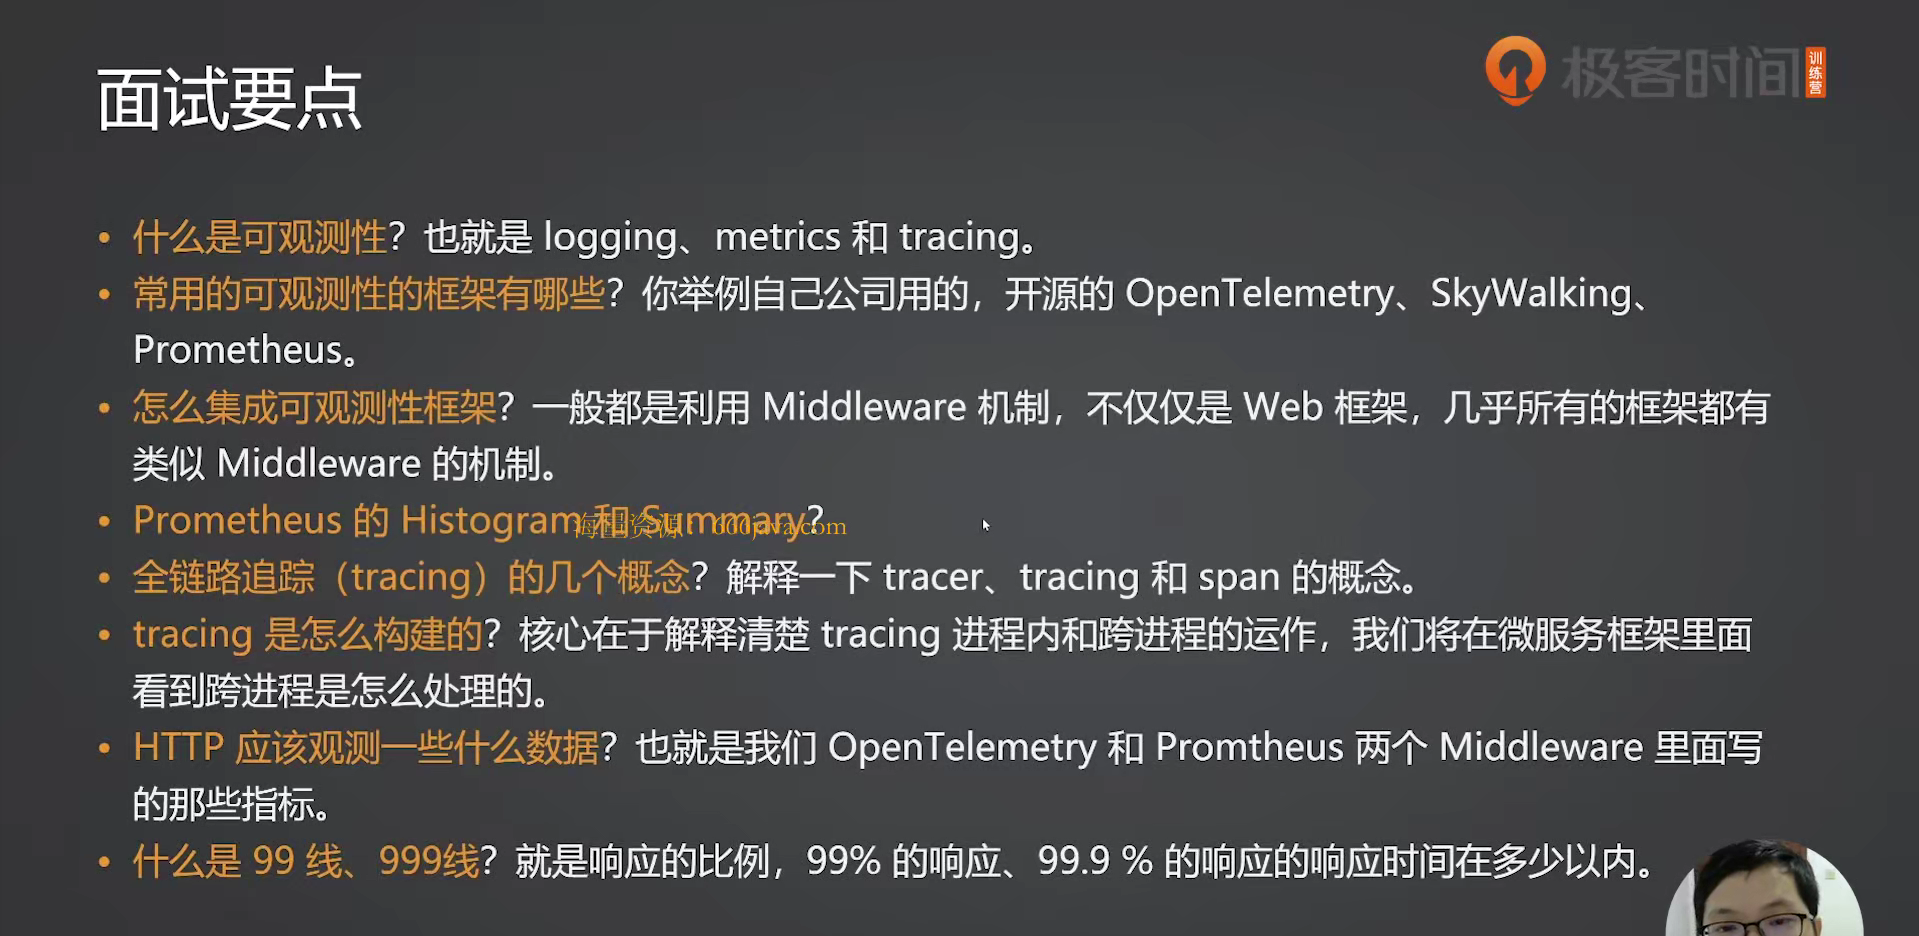 面试要点
极客时间
训练营
• 什么是可观测性？也就是 logging、metrics 和 tracing。
• 常用的可观测性的框架有哪些？你举例自己公司用的，开源的 OpenTelemetry、SkyWalking、
Prometheus。
• 怎么集成可观测性框架？一般都是利用 Middleware 机制，不仅仅是 Web 框架，几乎所有的框架都有
类似 Middleware 的机制。
• Prometheus 的 Histogram 和 Summary？
海量资源：666java.com
• 全链路追踪（tracing）的几个概念？解释一下 tracer、tracing 和 span 的概念。
• tracing 是怎么构建的？核心在于解释清楚 tracing 进程内和跨进程的运作，我们将在微服务框架里面
看到跨进程是怎么处理的。
• HTTP 应该观测一些什么数据？也就是我们 OpenTelemetry 和 Promtheus 两个 Middleware 里面写
的那些指标。
• 什么是 99 线、999线？就是响应的比例，99% 的响应、99.9 % 的响应的响应时间在多少以内。